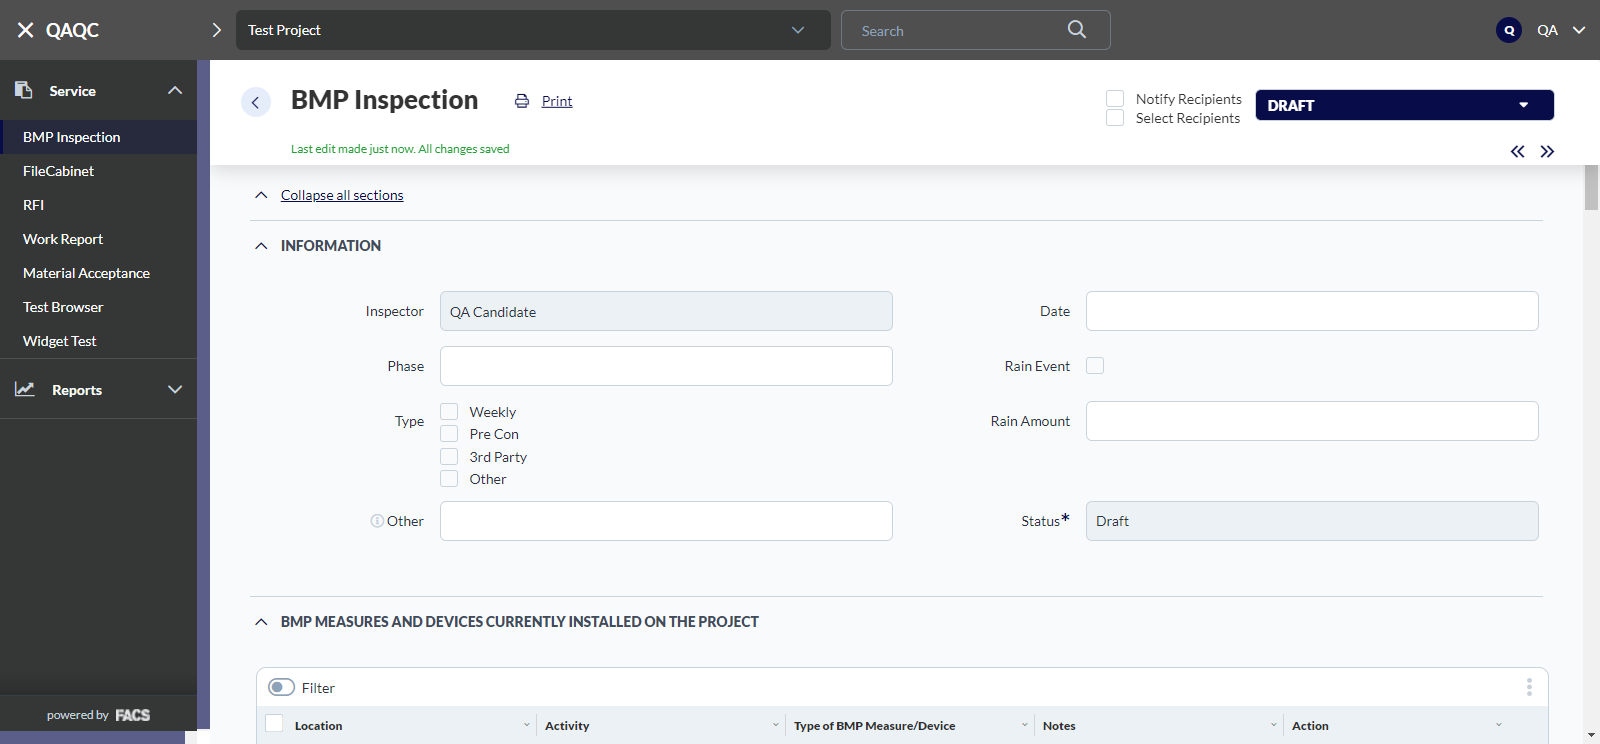 QAQC
Test Project
Search
Q
QA
Service
BMP Inspection
FileCabinet
RFI
Work Report
Material Acceptance
Test Browser
Widget Test
Reports
powered by FACS
BMP Inspection
Print
Notify Recipients
Select Recipients
DRAFT
Last edit made just now. All changes saved
Collapse all sections
INFORMATION
Inspector
QA Candidate
Date
Phase
Rain Event
Type
Weekly
Pre Con
3rd Party
Other
Rain Amount
Other
Status*
Draft
BMP MEASURES AND DEVICES CURRENTLY INSTALLED ON THE PROJECT
Filter
Location
Activity
Type of BMP Measure/Device
Notes
Action